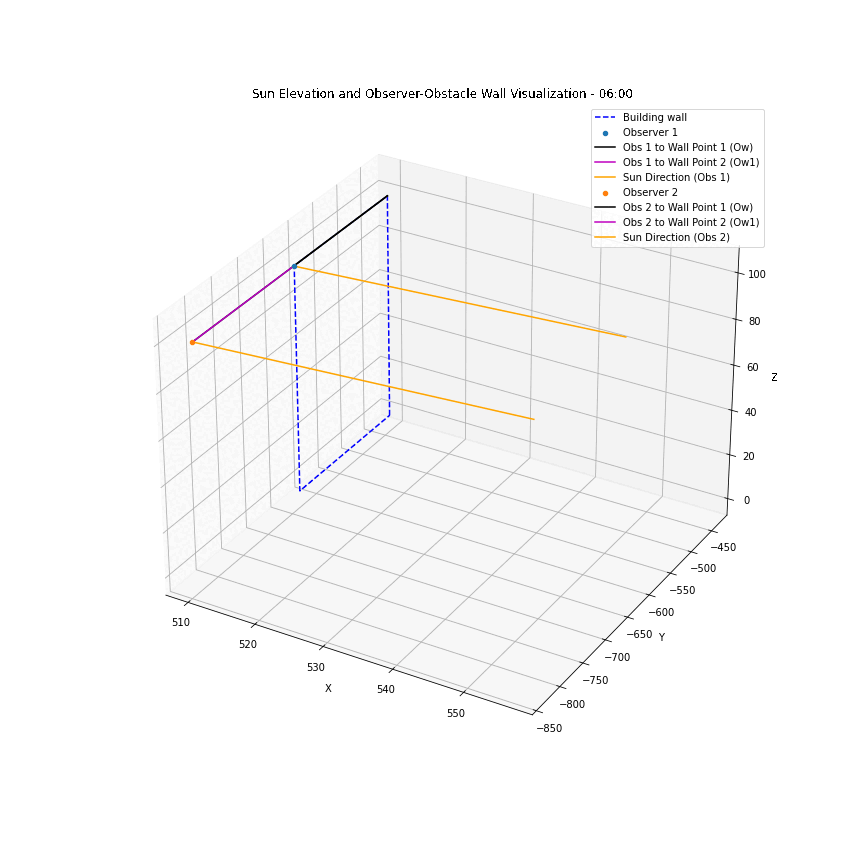 Sun Elevation and Observer-Obstacle Wall Visualization - 06:00
Building wall
Observer 1
Obs 1 to Wall Point 1 (Ow)
Obs 1 to Wall Point 2 (Ow1)
Sun Direction (Obs 1)
Observer 2
Obs 2 to Wall Point 1 (Ow)
Obs 2 to Wall Point 2 (Ow1)
Sun Direction (Obs 2)
100
80
60
Z
40
20
0
−450
−500
−550
−600
−650
Y
−700
−750
−800
−850
510
520
530
540
550
X